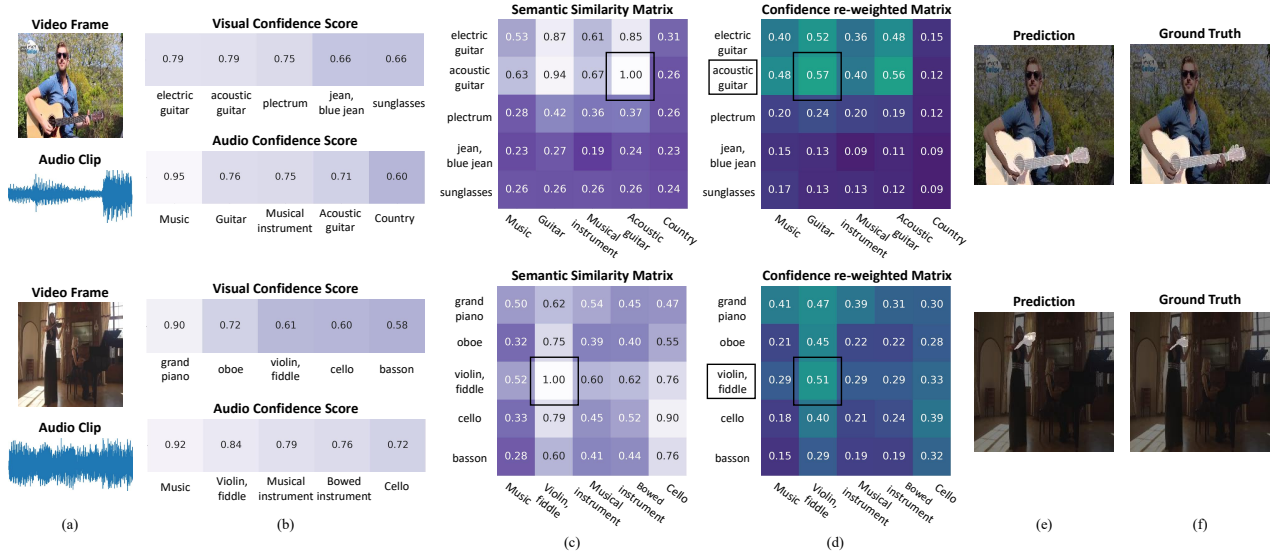 Video Frame
Visual Confidence Score
0.79 0.79 0.75 0.66 0.66
electric guitar
acoustic guitar
plectrum
jean, blue jean
sunglasses
Audio Clip
Audio Confidence Score
0.95 0.76 0.75 0.71 0.60
Music
Guitar
Musical instrument
Acoustic guitar
Country
Semantic Similarity Matrix
electric guitar 0.53 0.87 0.61 0.85 0.31
acoustic guitar 0.63 0.94 0.67 1.00 0.26
plectrum 0.28 0.42 0.36 0.37 0.26
jean, blue jean 0.23 0.27 0.19 0.24 0.23
sunglasses 0.26 0.26 0.26 0.26 0.24
Music
Guitar
Musical instrument
Acoustic guitar
Country
Confidence re-weighted Matrix
electric guitar 0.40 0.52 0.36 0.48 0.15
acoustic guitar 0.48 0.57 0.40 0.56 0.12
plectrum 0.20 0.24 0.20 0.19 0.12
jean, blue jean 0.15 0.13 0.09 0.11 0.09
sunglasses 0.17 0.13 0.13 0.12 0.09
Music
Guitar
Musical instrument
Acoustic guitar
Country
Prediction
Ground Truth
Video Frame
Visual Confidence Score
0.90 0.72 0.61 0.60 0.58
grand piano
oboe
violin, fiddle
cello
basson
Audio Clip
Audio Confidence Score
0.92 0.84 0.79 0.76 0.72
Music
Violin, fiddle
Musical instrument
Bowed instrument
Cello
Semantic Similarity Matrix
grand piano 0.50 0.62 0.54 0.45 0.47
oboe 0.32 0.75 0.39 0.40 0.55
violin, fiddle 0.52 1.00 0.60 0.62 0.76
cello 0.33 0.79 0.45 0.52 0.90
basson 0.28 0.60 0.41 0.44 0.76
Music
Violin, fiddle
Musical instrument
Bowed instrument
Cello
Confidence re-weighted Matrix
grand piano 0.41 0.47 0.39 0.31 0.30
oboe 0.21 0.45 0.22 0.22 0.28
violin, fiddle 0.29 0.51 0.29 0.29 0.33
cello 0.18 0.40 0.21 0.24 0.39
basson 0.15 0.29 0.19 0.19 0.32
Music
Violin, fiddle
Musical instrument
Bowed instrument
Cello
Prediction
Ground Truth
(a) (b) (c) (d) (e) (f)